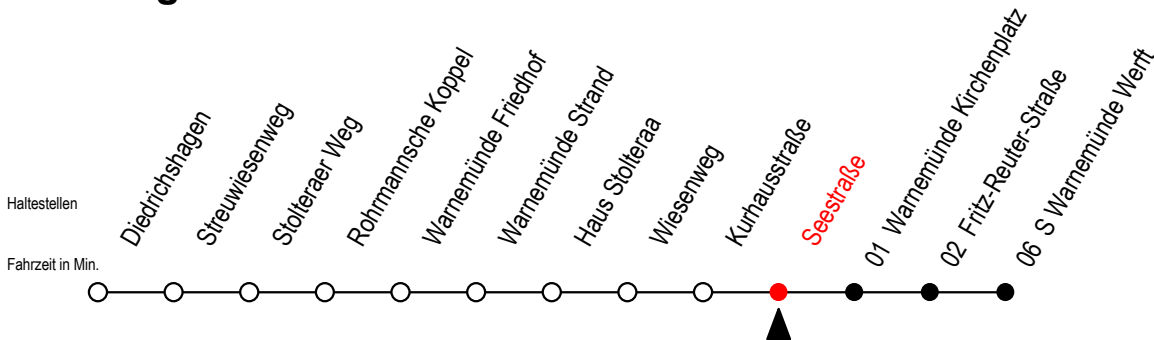 Haltestellen
Fahrzeit in Min.
Diedrichshagen
Streuwiesenweg
Stolteraer Weg
Rohrmannsche Koppel
Warnemünde Friedhof
Warnemünde Strand
Haus Stolteraa
Wiesenweg
Kurhausstraße
Seestraße
01 Warnemünde Kirchenplatz
02 Fritz-Reuter-Straße
06 S Warnemünde Werft